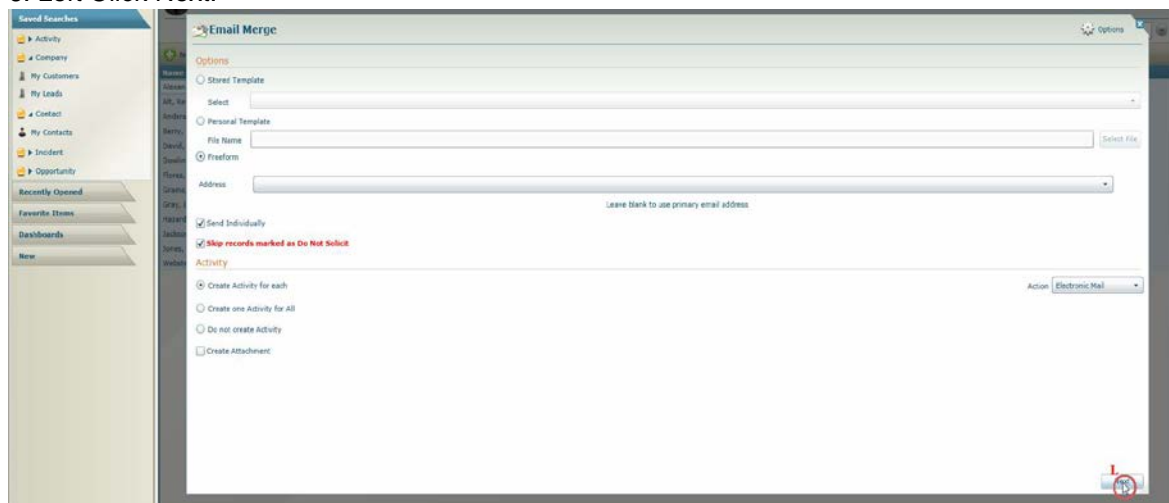 Saved Searches
Activity
Company
My Customers
My Leads
Contact
My Contacts
Incident
Opportunity
Recently Opened
Favorite Items
Dashboards
New
Email Merge
Options
Options
Stored Template
Select
Personal Template
File Name
Select File
Freeform
Address
Leave blank to use primary email address
Send Individually
Skip records marked as Do Not Solicit
Activity
Create Activity for each
Action Electronic Mail
Create one Activity for All
Do not create Activity
Create Attachment
L